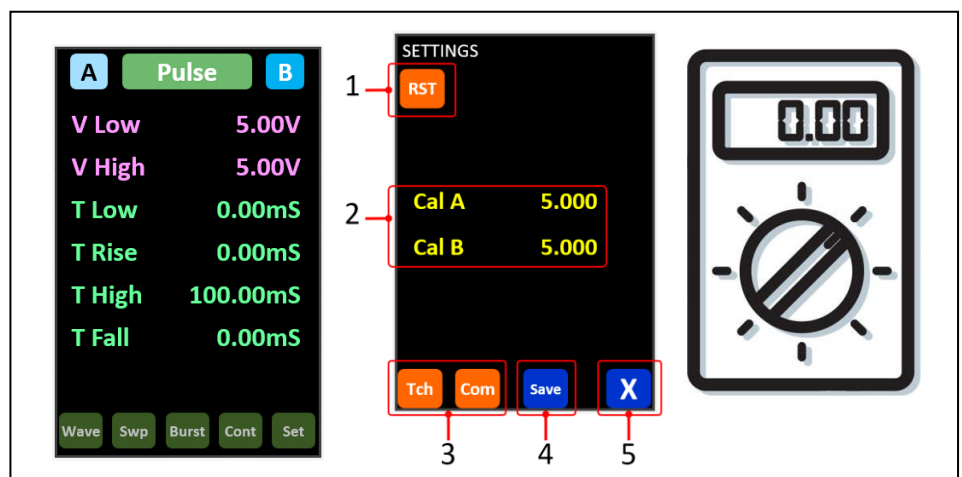 A Pulse B
V Low 5.00V
V High 5.00V
T Low 0.00mS
T Rise 0.00mS
T High 100.00mS
T Fall 0.00mS
Wave Swp Burst Cont Set
SETTINGS
1
RST
2
Cal A 5.000
Cal B 5.000
Tch Com Save X
3 4 5
0.00